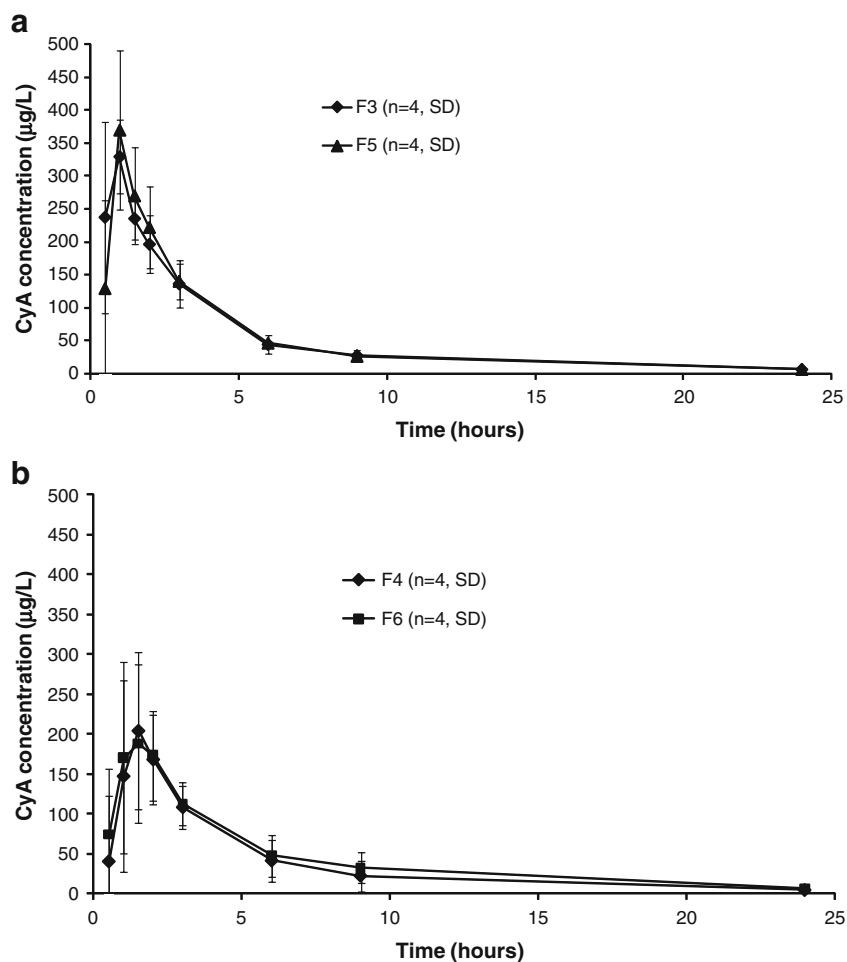 a
500
450
400
350
300
250
200
150
100
50
0
CyA concentration (µg/L)
F3 (n=4, SD)
F5 (n=4, SD)
0 5 10 15 20 25
Time (hours)
b
500
450
400
350
300
250
200
150
100
50
0
CyA concentration (µg/L)
F4 (n=4, SD)
F6 (n=4, SD)
0 5 10 15 20 25
Time (hours)